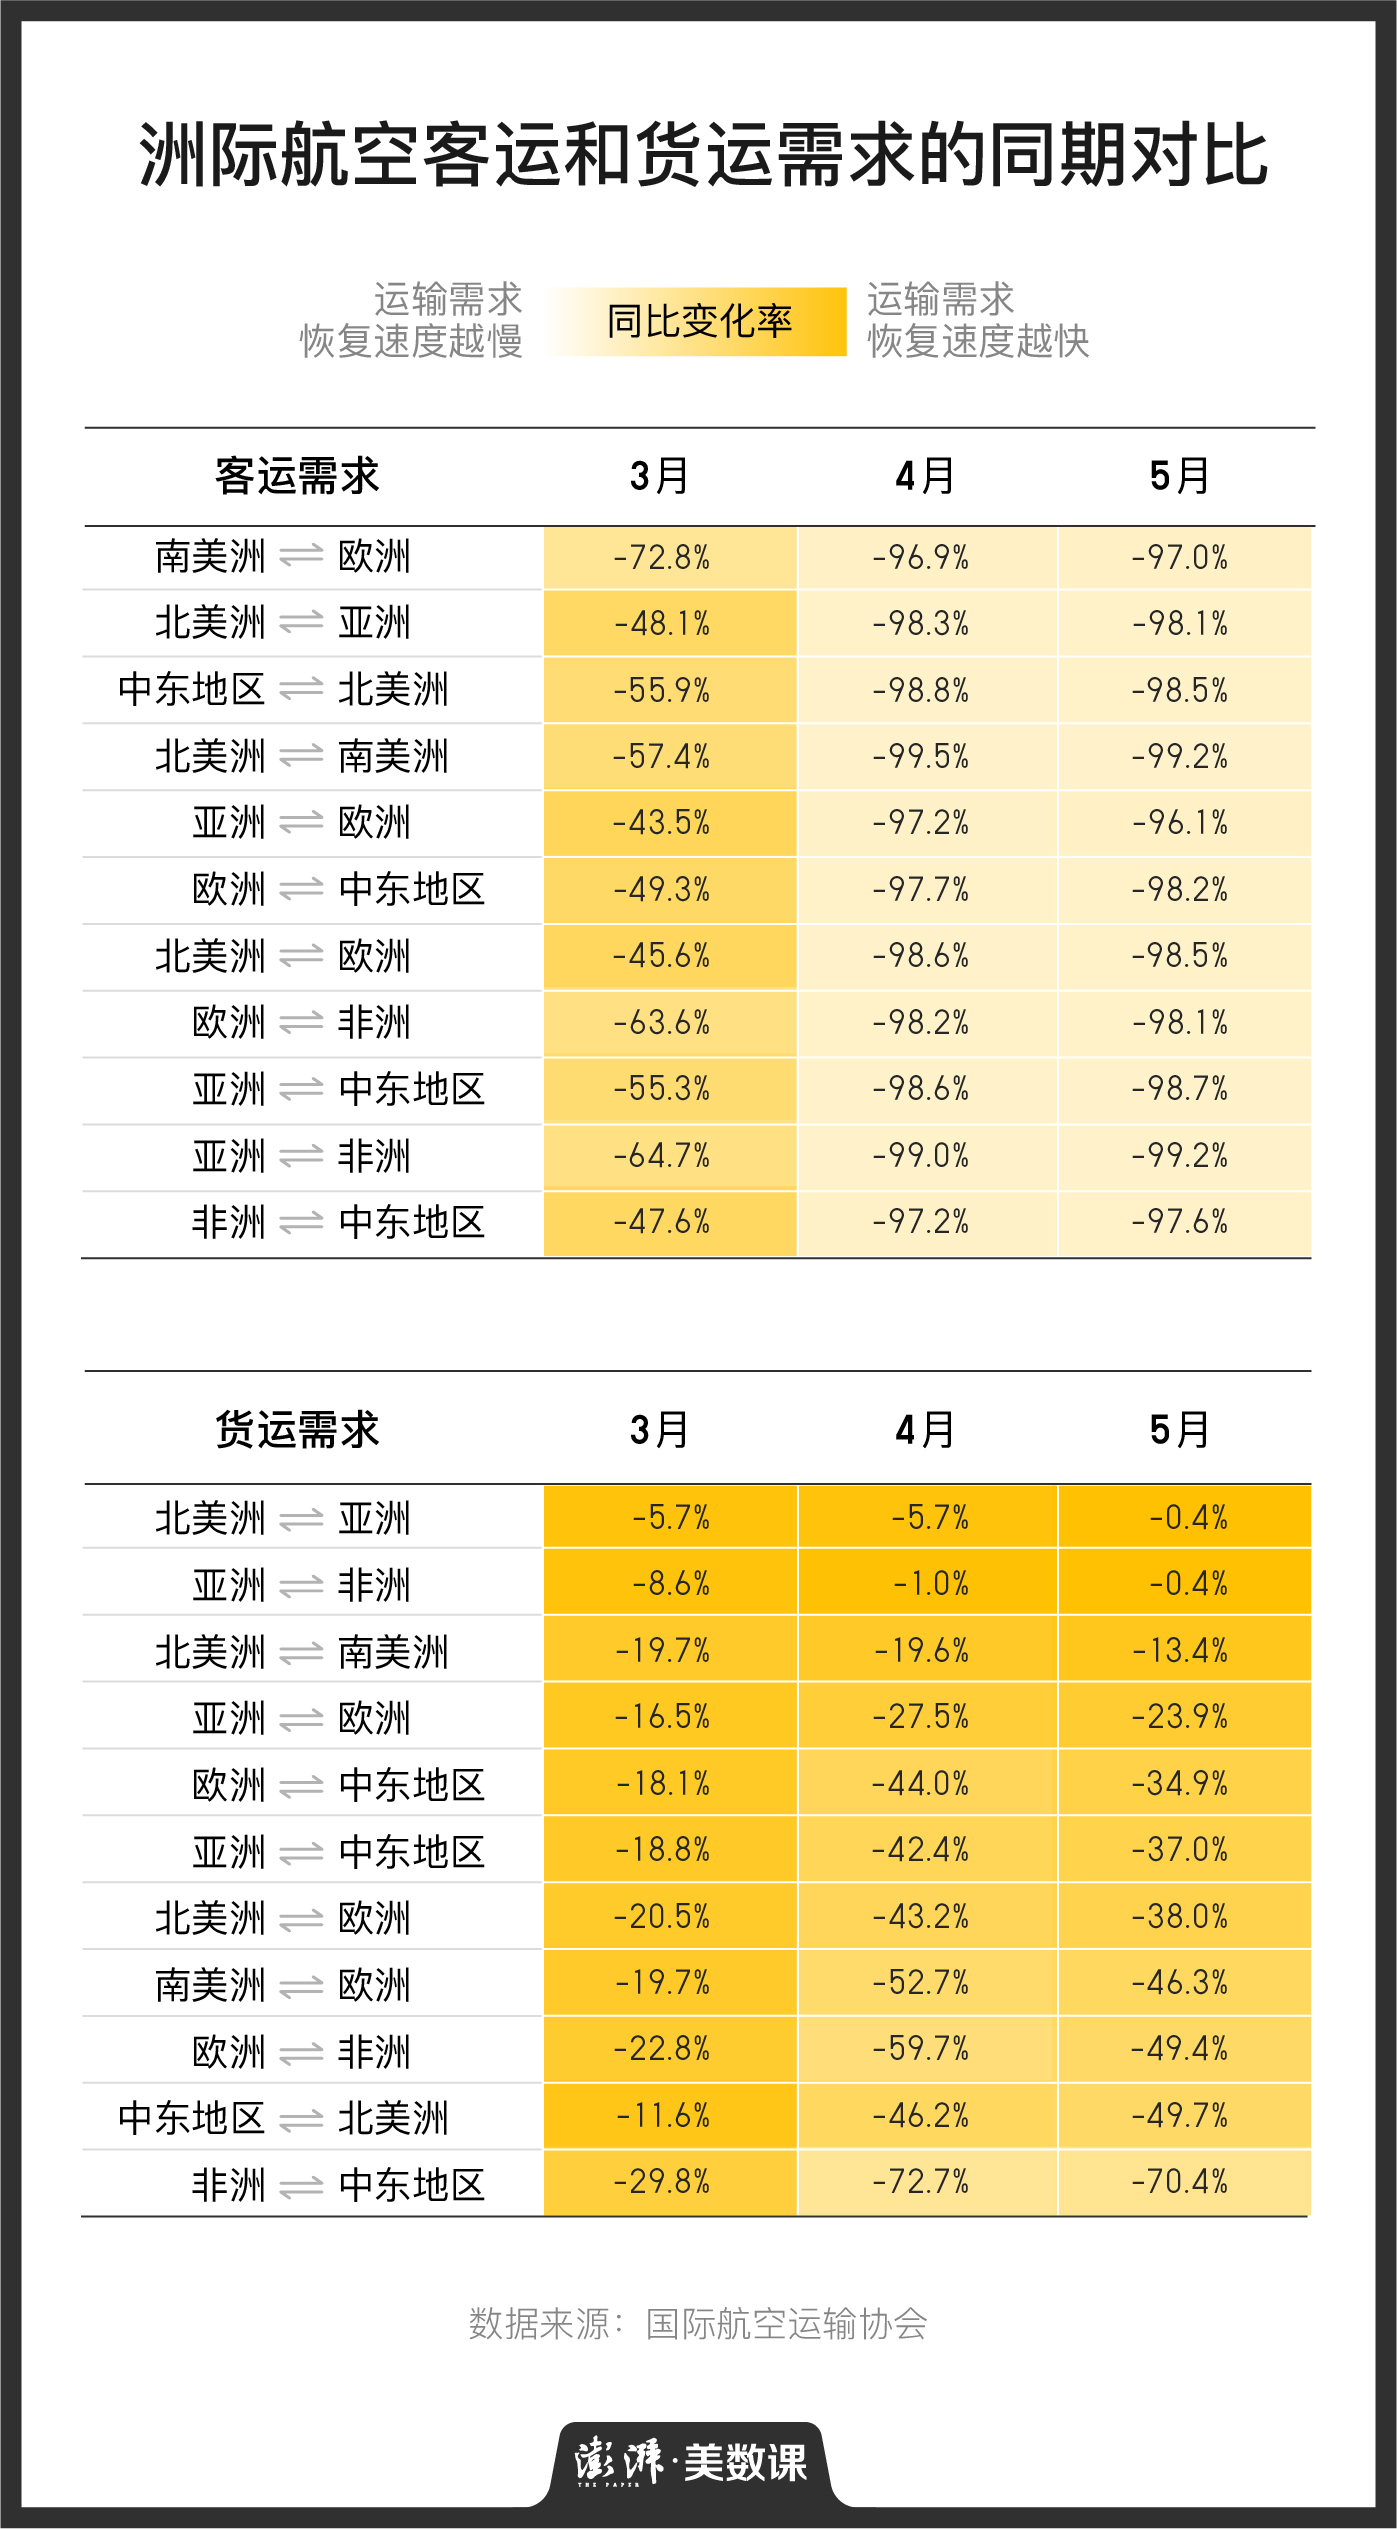 洲际航空客运和货运需求的同期对比
运输需求
恢复速度越慢
同比变化率
运输需求
恢复速度越快
客运需求 3月 4月 5月
南美洲 ⇌ 欧洲 -72.8% -96.9% -97.0%
北美洲 ⇌ 亚洲 -48.1% -98.3% -98.1%
中东地区 ⇌ 北美洲 -55.9% -98.8% -98.5%
北美洲 ⇌ 南美洲 -57.4% -99.5% -99.2%
亚洲 ⇌ 欧洲 -43.5% -97.2% -96.1%
欧洲 ⇌ 中东地区 -49.3% -97.7% -98.2%
北美洲 ⇌ 欧洲 -45.6% -98.6% -98.5%
欧洲 ⇌ 非洲 -63.6% -98.2% -98.1%
亚洲 ⇌ 中东地区 -55.3% -98.6% -98.7%
亚洲 ⇌ 非洲 -64.7% -99.0% -99.2%
非洲 ⇌ 中东地区 -47.6% -97.2% -97.6%
货运需求 3月 4月 5月
北美洲 ⇌ 亚洲 -5.7% -5.7% -0.4%
亚洲 ⇌ 非洲 -8.6% -1.0% -0.4%
北美洲 ⇌ 南美洲 -19.7% -19.6% -13.4%
亚洲 ⇌ 欧洲 -16.5% -27.5% -23.9%
欧洲 ⇌ 中东地区 -18.1% -44.0% -34.9%
亚洲 ⇌ 中东地区 -18.8% -42.4% -37.0%
北美洲 ⇌ 欧洲 -20.5% -43.2% -38.0%
南美洲 ⇌ 欧洲 -19.7% -52.7% -46.3%
欧洲 ⇌ 非洲 -22.8% -59.7% -49.4%
中东地区 ⇌ 北美洲 -11.6% -46.2% -49.7%
非洲 ⇌ 中东地区 -29.8% -72.7% -70.4%
数据来源：国际航空运输协会
澎湃·美数课
THE PAPER